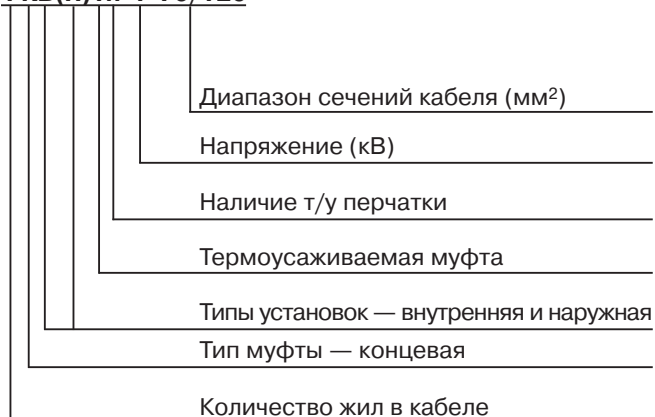 Диапазон сечений кабеля (мм²)
Напряжение (кВ)
Наличие т/у перчатки
Термоусаживаемая муфта
Типы установок — внутренняя и наружная
Тип муфты — концевая
Количество жил в кабеле